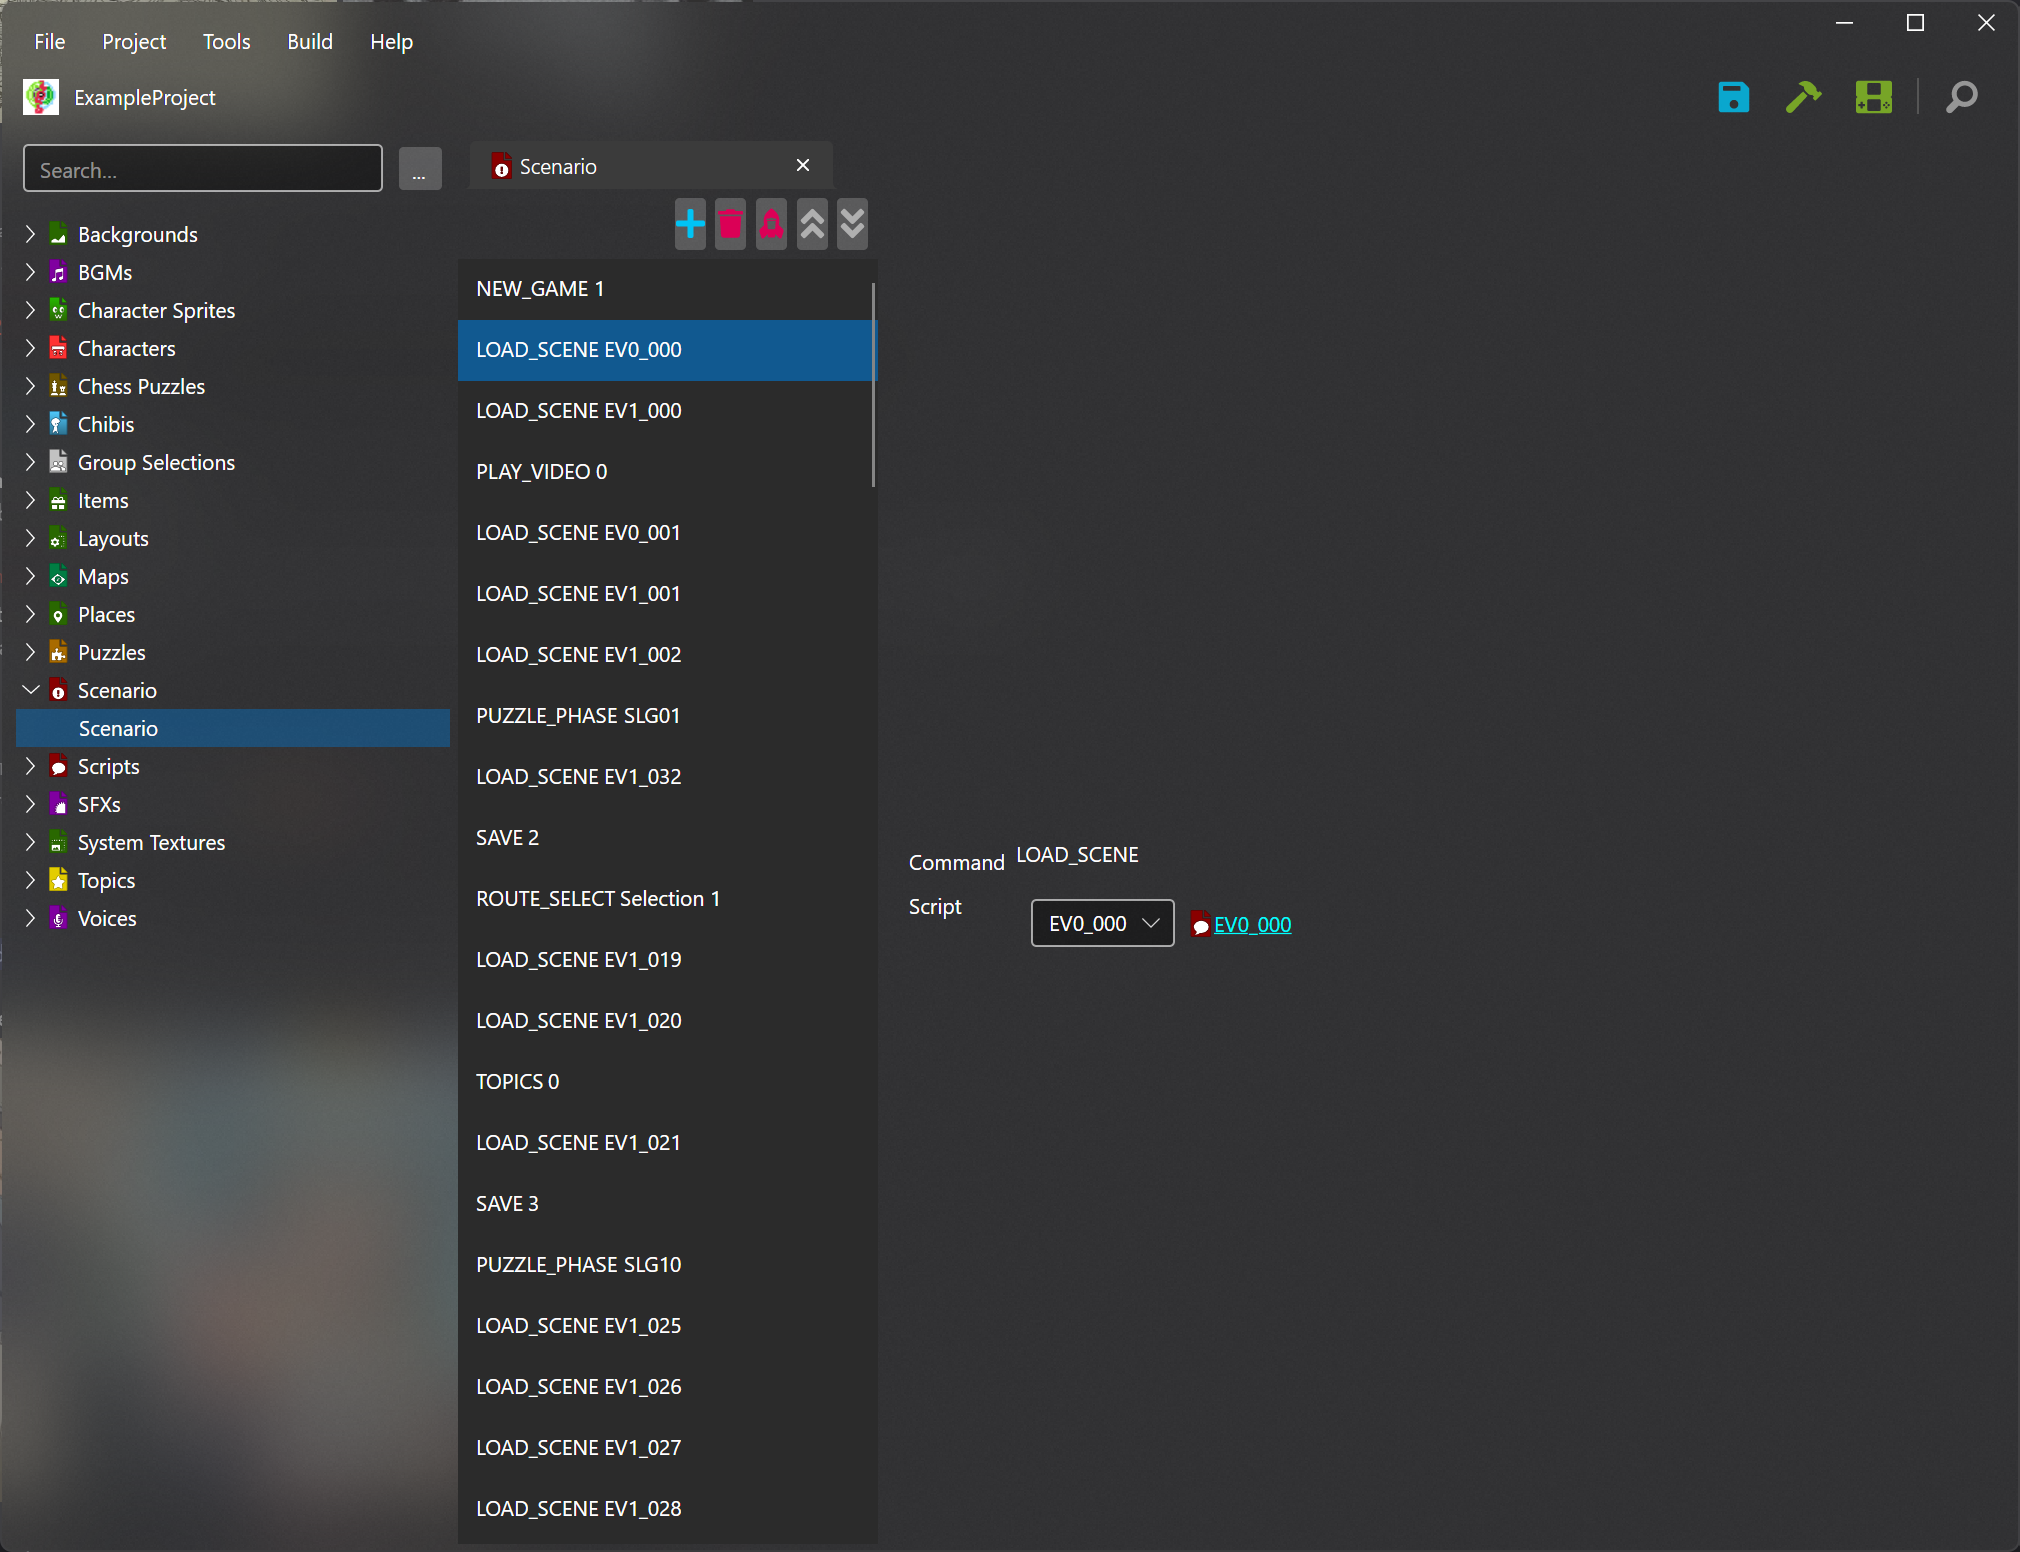 File Project Tools Build Help
ExampleProject
Search...
...
Backgrounds
BGMs
Character Sprites
Characters
Chess Puzzles
Chibis
Group Selections
Items
Layouts
Maps
Places
Puzzles
Scenario
Scenario
Scripts
SFXs
System Textures
Topics
Voices
Scenario
NEW_GAME 1
LOAD_SCENE EV0_000
LOAD_SCENE EV1_000
PLAY_VIDEO 0
LOAD_SCENE EV0_001
LOAD_SCENE EV1_001
LOAD_SCENE EV1_002
PUZZLE_PHASE SLG01
LOAD_SCENE EV1_032
SAVE 2
ROUTE_SELECT Selection 1
LOAD_SCENE EV1_019
LOAD_SCENE EV1_020
TOPICS 0
LOAD_SCENE EV1_021
SAVE 3
PUZZLE_PHASE SLG10
LOAD_SCENE EV1_025
LOAD_SCENE EV1_026
LOAD_SCENE EV1_027
LOAD_SCENE EV1_028
Command LOAD_SCENE
Script EV0_000 EV0_000